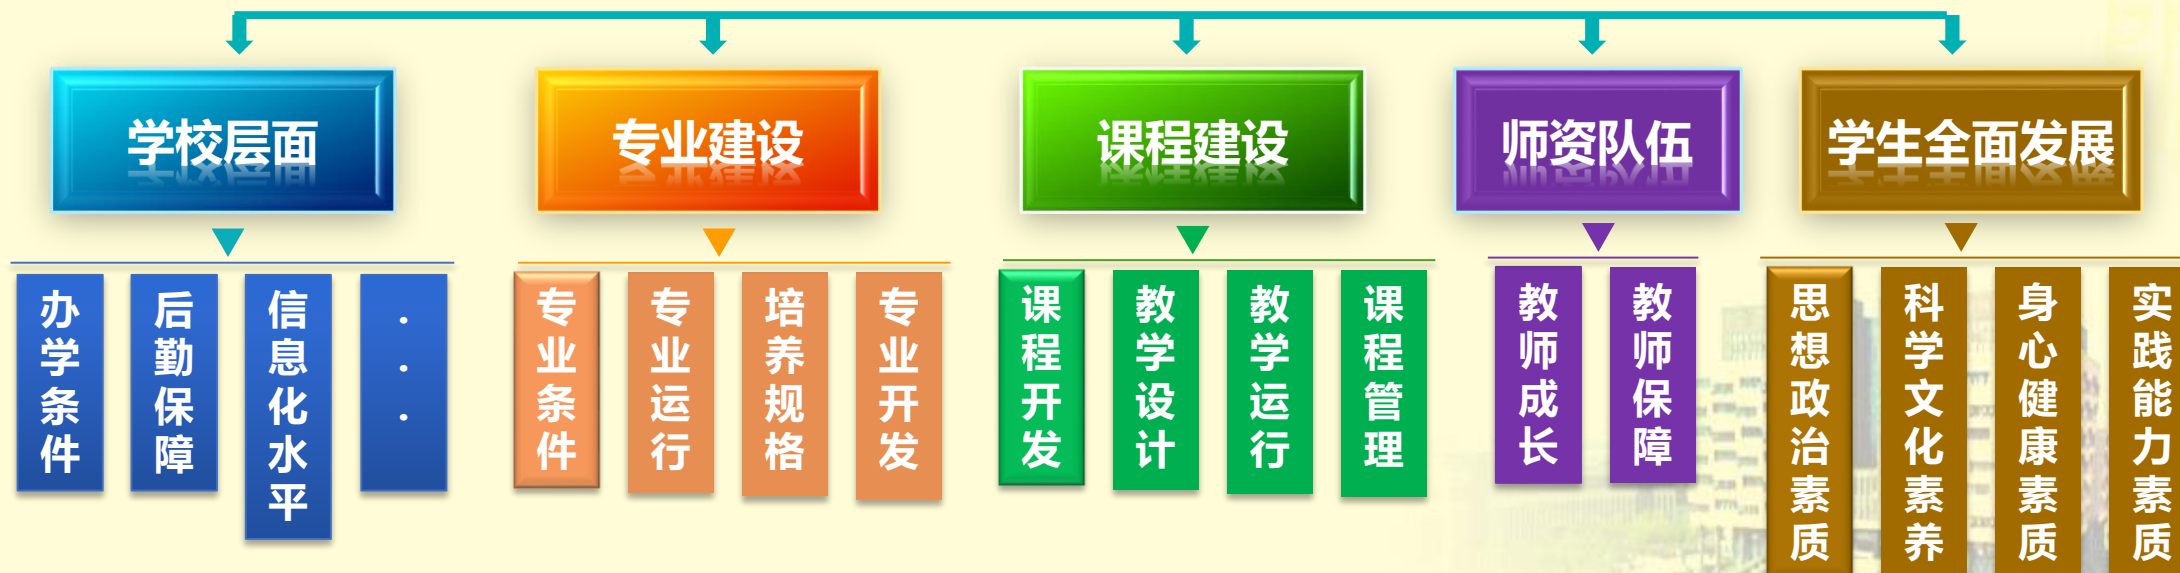 学校层面
专业建设
课程建设
师资队伍
学生全面发展
办学条件
后勤保障
信息化水平
...
专业条件
专业运行
培养规格
专业开发
课程开发
教学设计
教学运行
课程管理
教师成长
教师保障
思想政治素质
科学文化素养
身心健康素质
实践能力素质